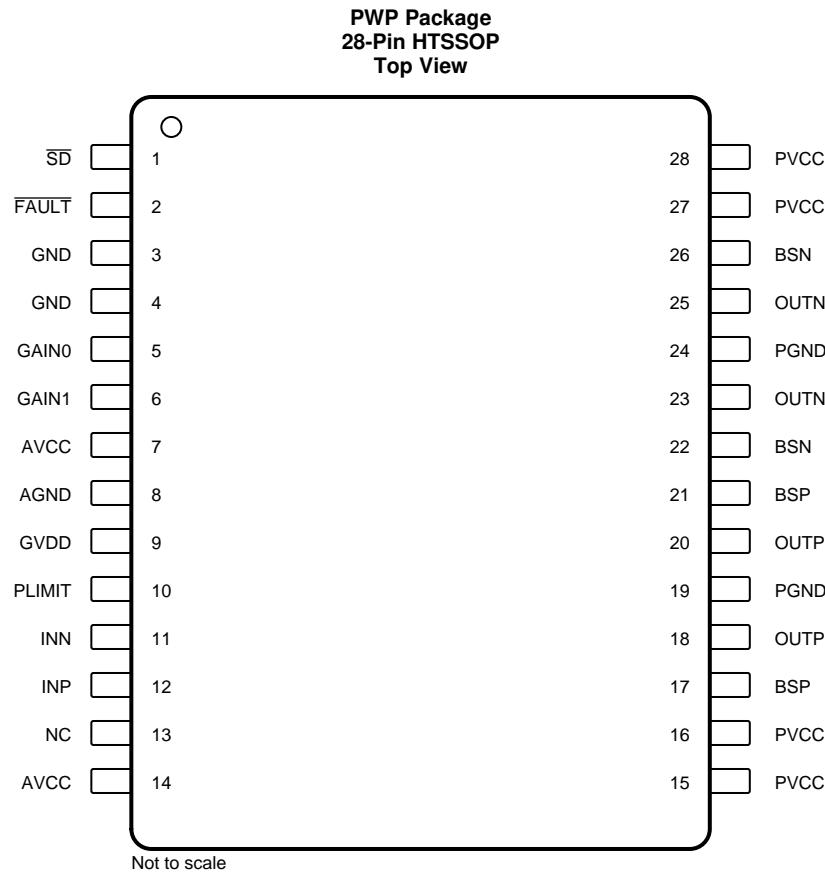 PWP Package
28-Pin HTSSOP
Top View
SD 1 28 PVCC
FAULT 2 27 PVCC
GND 3 26 BSN
GND 4 25 OUTN
GAIN0 5 24 PGND
GAIN1 6 23 OUTN
AVCC 7 22 BSN
AGND 8 21 BSP
GVDD 9 20 OUTP
PLIMIT 10 19 PGND
INN 11 18 OUTP
INP 12 17 BSP
NC 13 16 PVCC
AVCC 14 15 PVCC
Not to scale